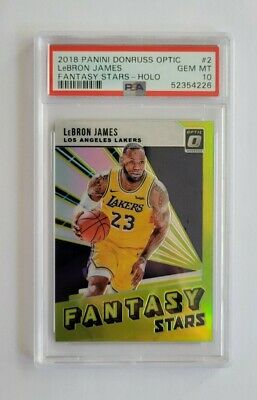 2018 PANINI DONRUSS OPTIC #2
LeBRON JAMES GEM MT
FANTASY STARS-HOLO 10
PSA 52354226
LeBRON JAMES
LOS ANGELES LAKERS
OPTIC
LAKERS
23
FANTASY
STARS